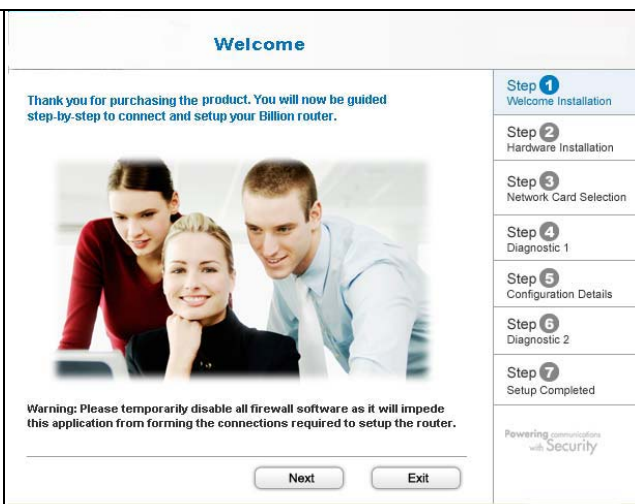 Welcome
Thank you for purchasing the product. You will now be guided
step-by-step to connect and setup your Billion router.
Warning: Please temporarily disable all firewall software as it will impede
this application from forming the connections required to setup the router.
Next
Exit
Step 1
Welcome Installation
Step 2
Hardware Installation
Step 3
Network Card Selection
Step 4
Diagnostic 1
Step 5
Configuration Details
Step 6
Diagnostic 2
Step 7
Setup Completed
Powering communications
with Security